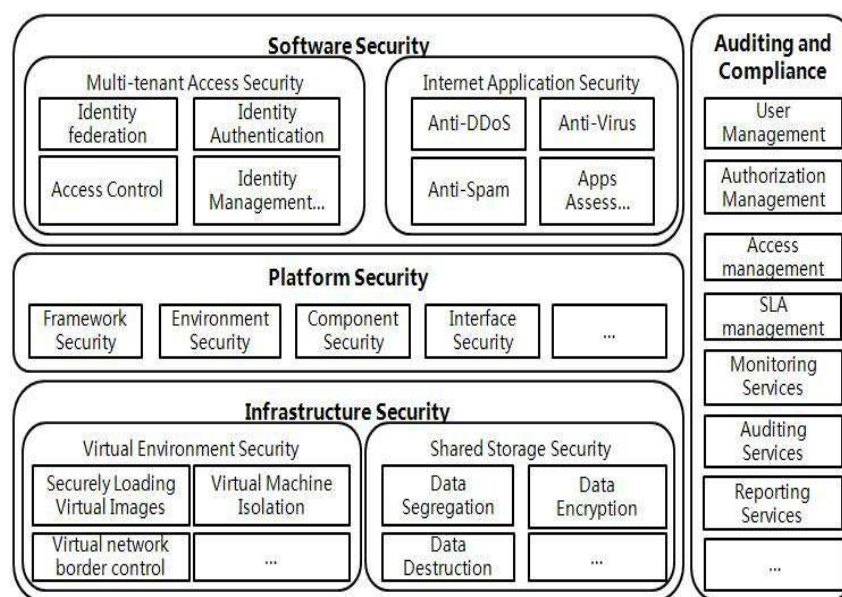 Software Security
Multi-tenant Access Security
Identity
federation
Identity
Authentication
Access Control
Identity
Management...
Internet Application Security
Anti-DDoS
Anti-Virus
Anti-Spam
Apps
Assess...
Platform Security
Framework
Security
Environment
Security
Component
Security
Interface
Security
...
Infrastructure Security
Virtual Environment Security
Securely Loading
Virtual Images
Virtual Machine
Isolation
Virtual network
border control
...
Shared Storage Security
Data
Segregation
Data
Encryption
Data
Destruction
...
Auditing and
Compliance
User
Management
Authorization
Management
Access
management
SLA
management
Monitoring
Services
Auditing
Services
Reporting
Services
...